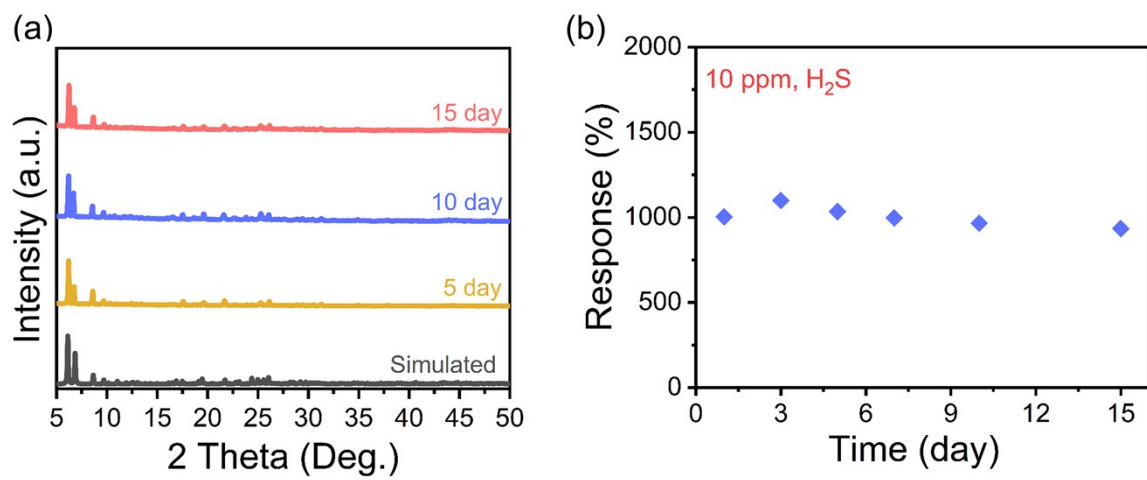 (a)
15 day
10 day
5 day
Simulated
Intensity (a.u.)
5 10 15 20 25 30 35 40 45 50
2 Theta (Deg.)
(b)
10 ppm, H₂S
2000
1500
1000
500
0
Response (%)
0 3 6 9 12 15
Time (day)